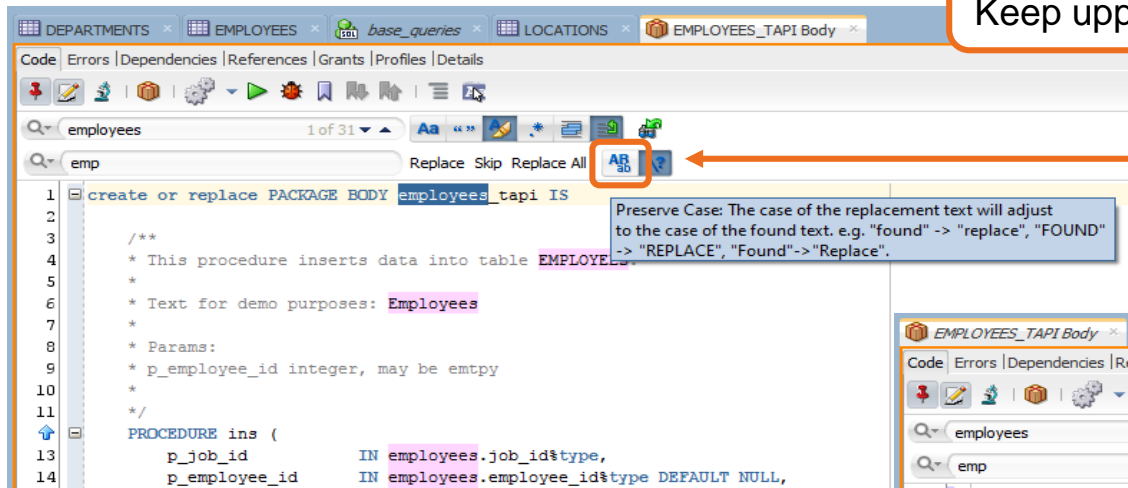 Keep upp
DEPARTMENTS EMPLOYEES base_queries LOCATIONS EMPLOYEES_TAPI Body
Code Errors |Dependencies |References |Grants |Profiles |Details
employees 1 of 31 Aa “” .*
emp Replace Skip Replace All AB ab \?
1 create or replace PACKAGE BODY employees_tapi IS
Preserve Case: The case of the replacement text will adjust
2
to the case of the found text. e.g. "found" -> "replace", "FOUND"
3 /**
-> "REPLACE", "Found"->"Replace".
4 * This procedure inserts data into table EMPLOYEES.
5 *
6 * Text for demo purposes: Employees
7 *
8 * Params:
9 * p_employee_id integer, may be emtpy
10 *
11 */
PROCEDURE ins (
13 p_job_id IN employees.job_id%type,
14 p_employee_id IN employees.employee_id%type DEFAULT NULL,
EMPLOYEES_TAPI Body
Code Errors |Dependencies |Re
employees
emp